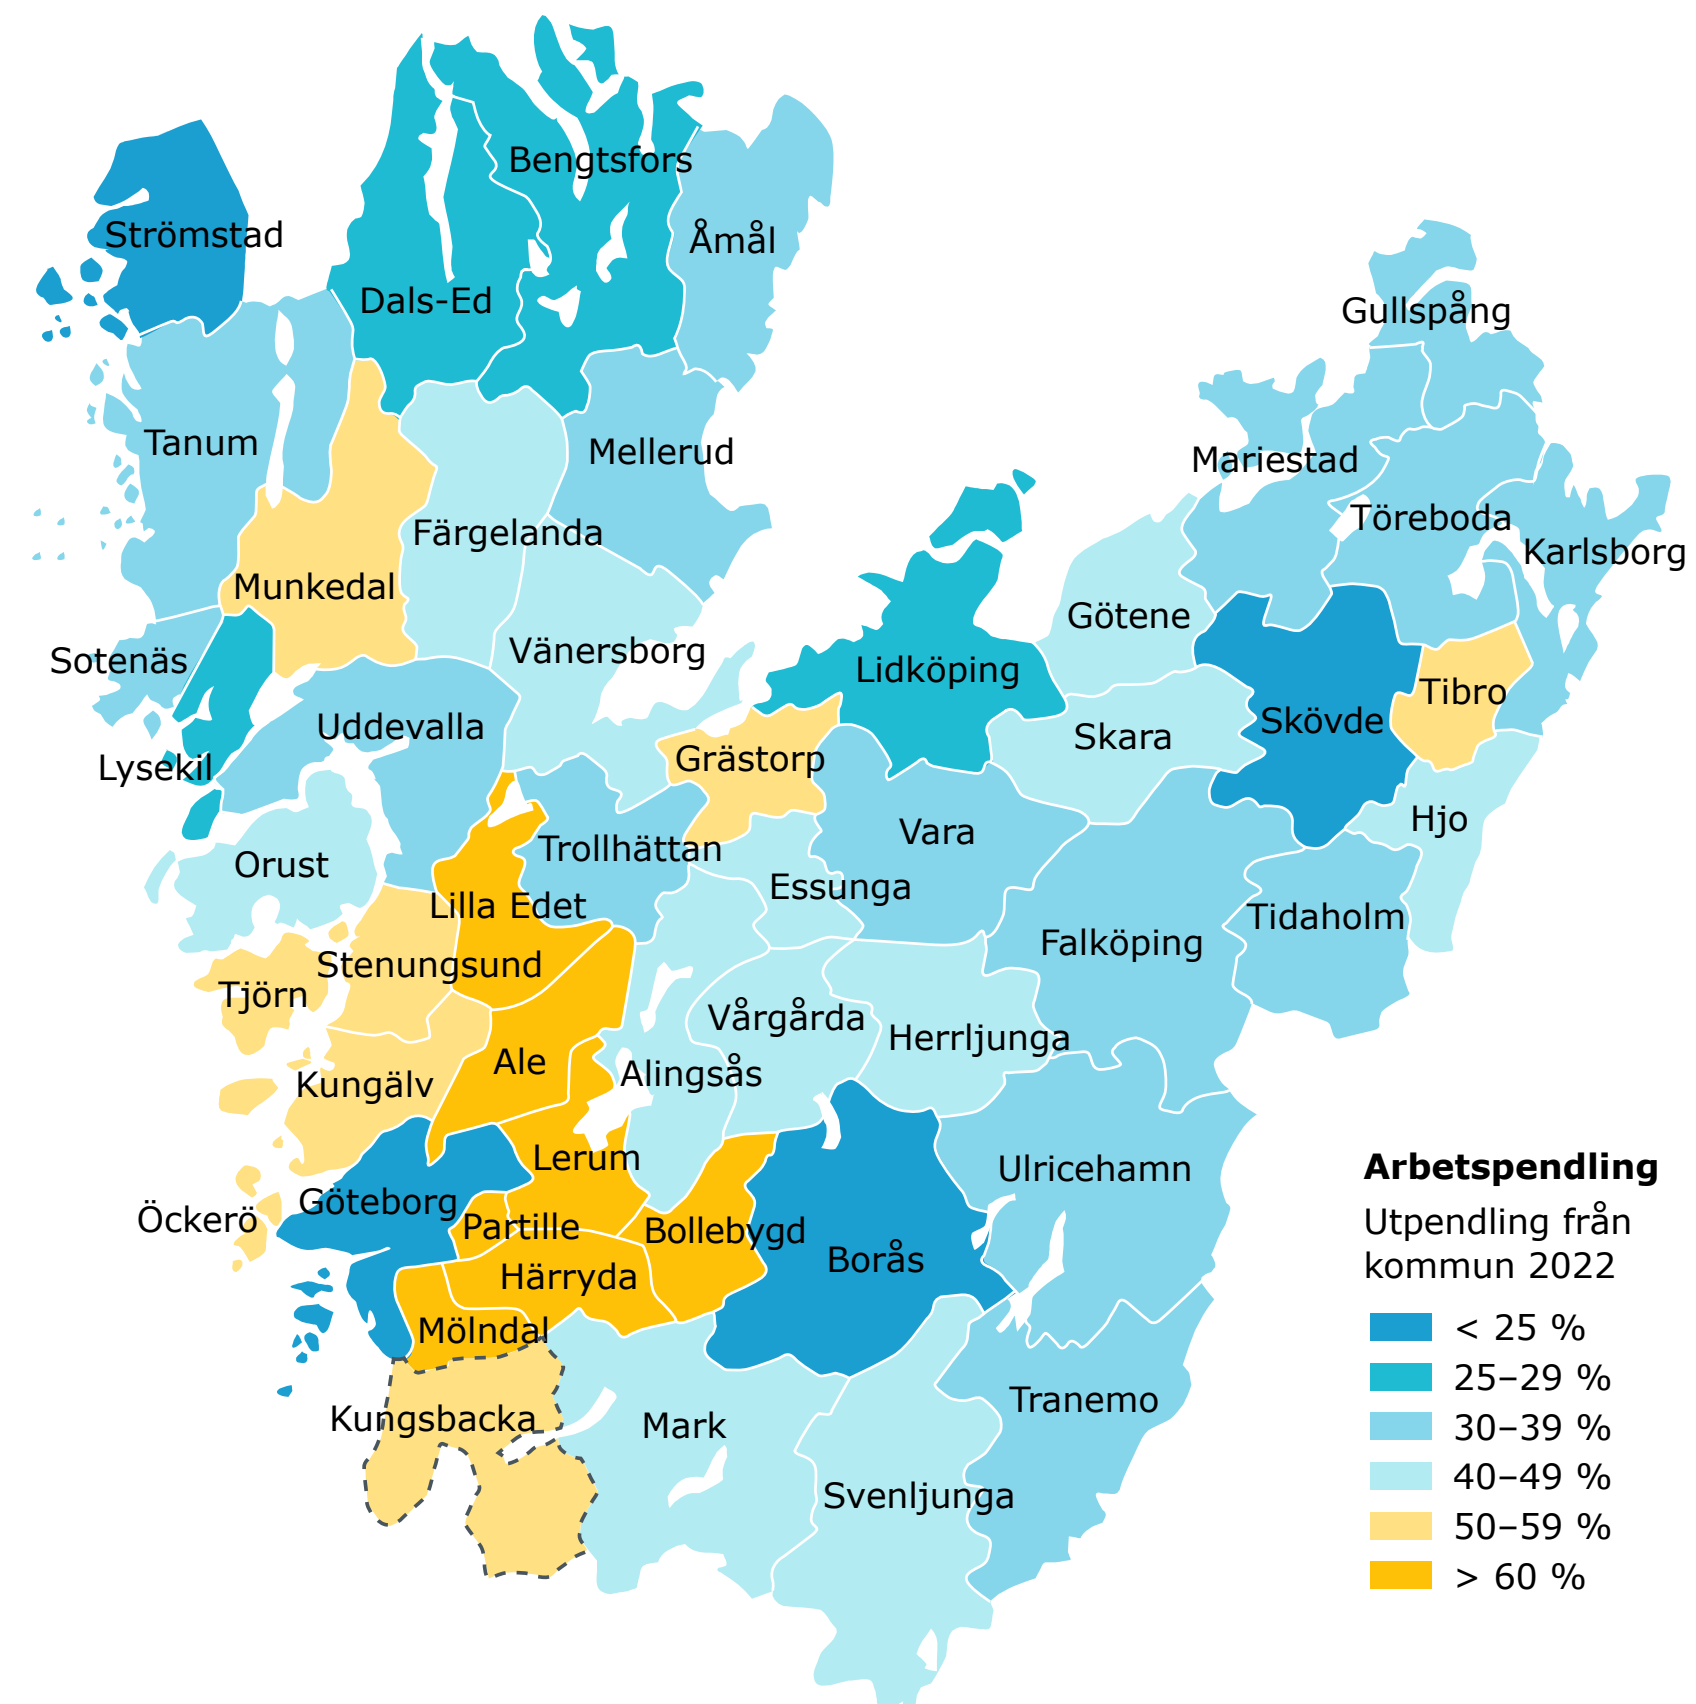 Bengtsfors
Strömstad
Åmål
Dals-Ed
Gullspång
Tanum
Mellerud
Mariestad
Töreboda
Färgelanda
Karlsborg
Munkedal
Götene
Sotenäs
Vänersborg
Lidköping
Tibro
Uddevalla
Skövde
Skara
Grästorp
Lysekil
Hjo
Vara
Trollhättan
Orust
Essunga
Lilla Edet
Tidaholm
Falköping
Stenungsund
Tjörn
Vårgårda
Herrljunga
Ale
Alingsås
Kungälv
Lerum
Ulricehamn
Göteborg
Öckerö
Partille
Bollebygd
Borås
Härryda
Mölndal
Tranemo
Kungsbacka
Mark
Svenljunga
Arbetspendling
Utpendling från
kommun 2022
< 25 %
25–29 %
30–39 %
40–49 %
50–59 %
> 60 %